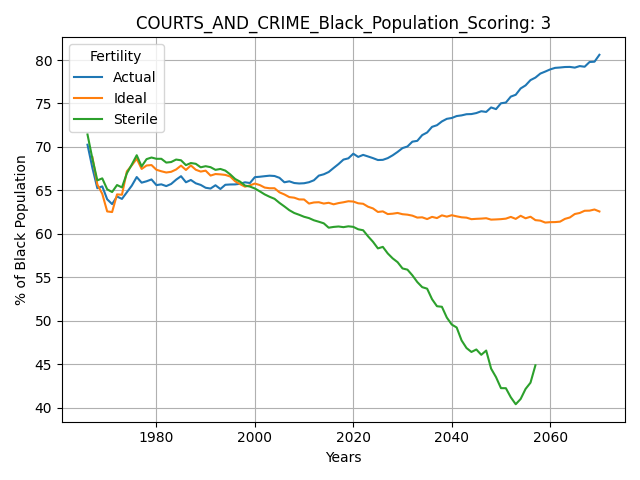 COURTS_AND_CRIME_Black_Population_Scoring: 3
Fertility
Actual
Ideal
Sterile
% of Black Population
80
75
70
65
60
55
50
45
40
1980 2000 2020 2040 2060
Years